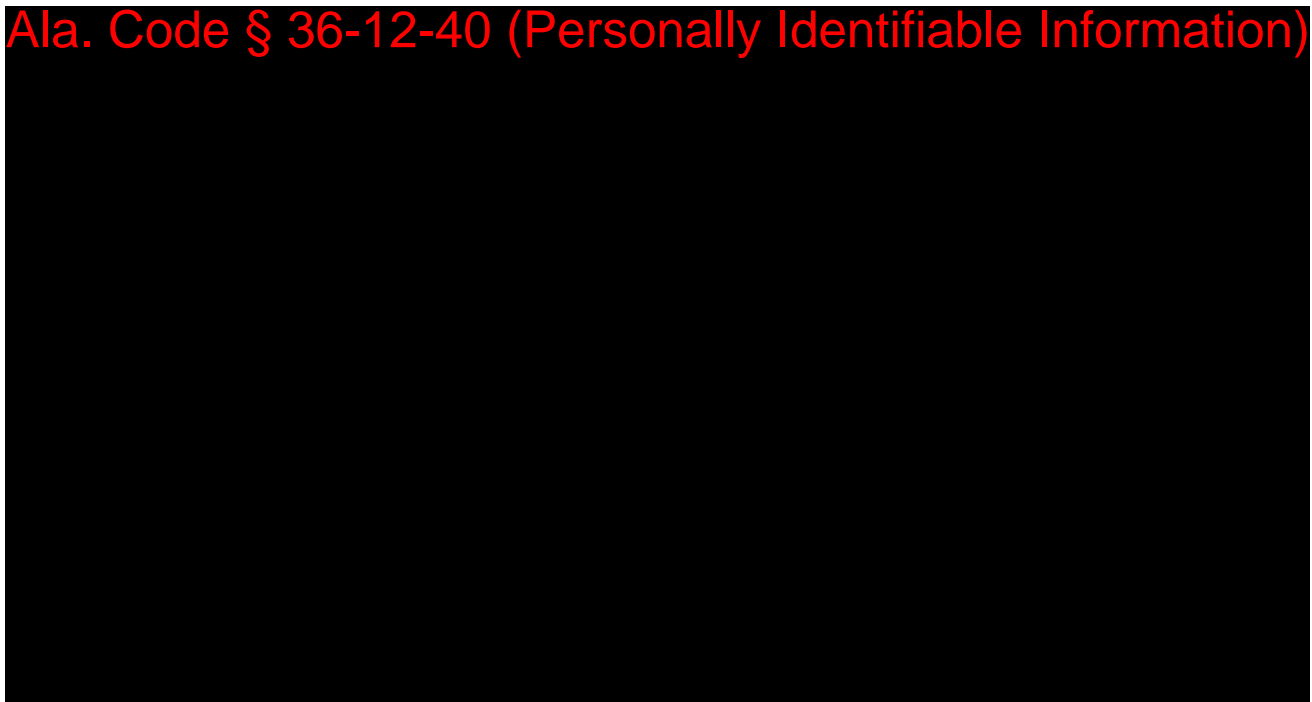 Ala. Code § 36-12-40 (Personally Identifiable Information)